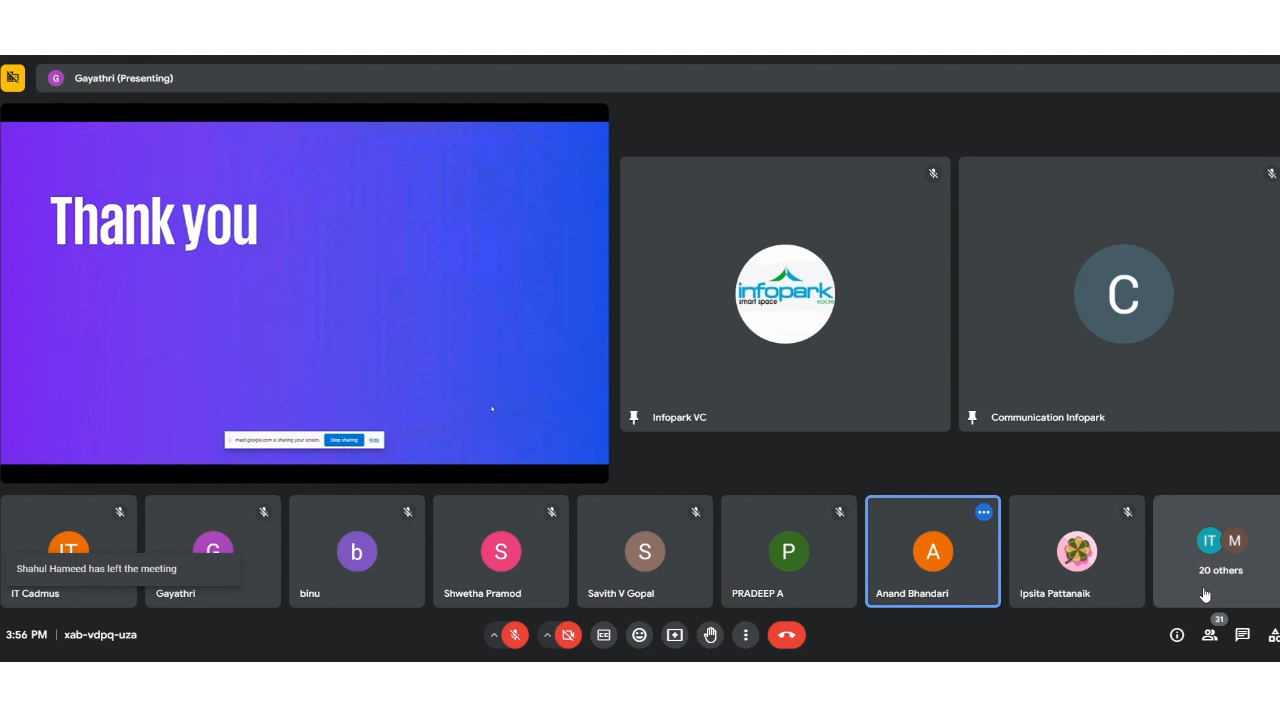 G Gayathri (Presenting)
Thank you
meet.google.com is sharing your screen.
Stop sharing
Hide
infopark
smart space
KOCHI
Infopark VC
C
Communication Infopark
IT
IT Cadmus
G
Gayathri
Shahul Hameed has left the meeting
b
binu
S
Shwetha Pramod
S
Savith V Gopal
P
PRADEEP A
A
Anand Bhandari
Ipsita Pattanaik
IT M
20 others
3:56 PM | xab-vdpq-uza
31